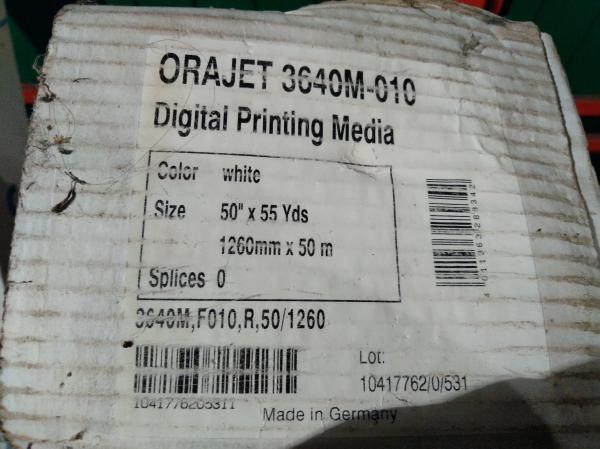 ORAJET 3640M-010
Digital Printing Media
Color white
Size 50" x 55 Yds
1260mm x 50 m
Splices 0
3640M,F010,R,50/1260
Lot:
10417762/0/531
1041776205311
Made in Germany